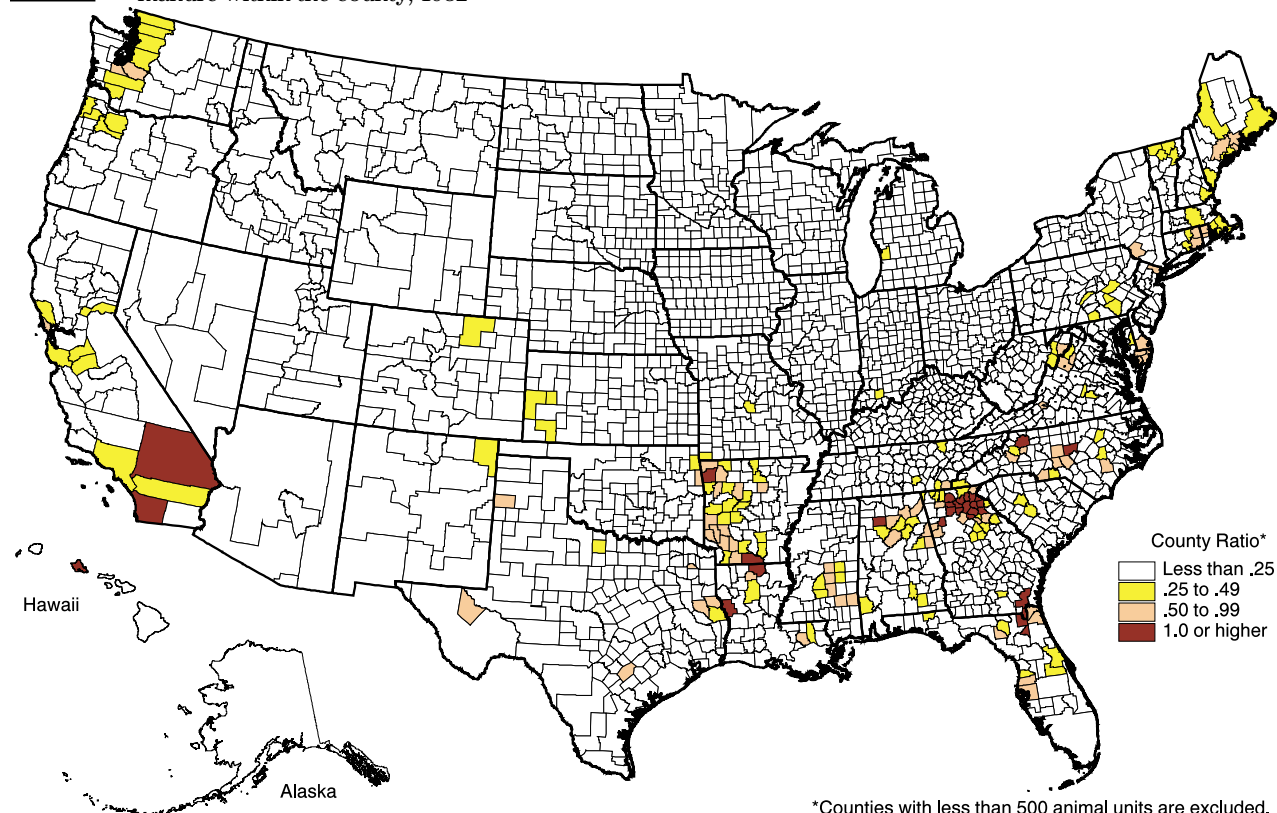 County Ratio*
Less than .25
.25 to .49
.50 to .99
1.0 or higher
Hawaii
Alaska
*Counties with less than 500 animal units are excluded.